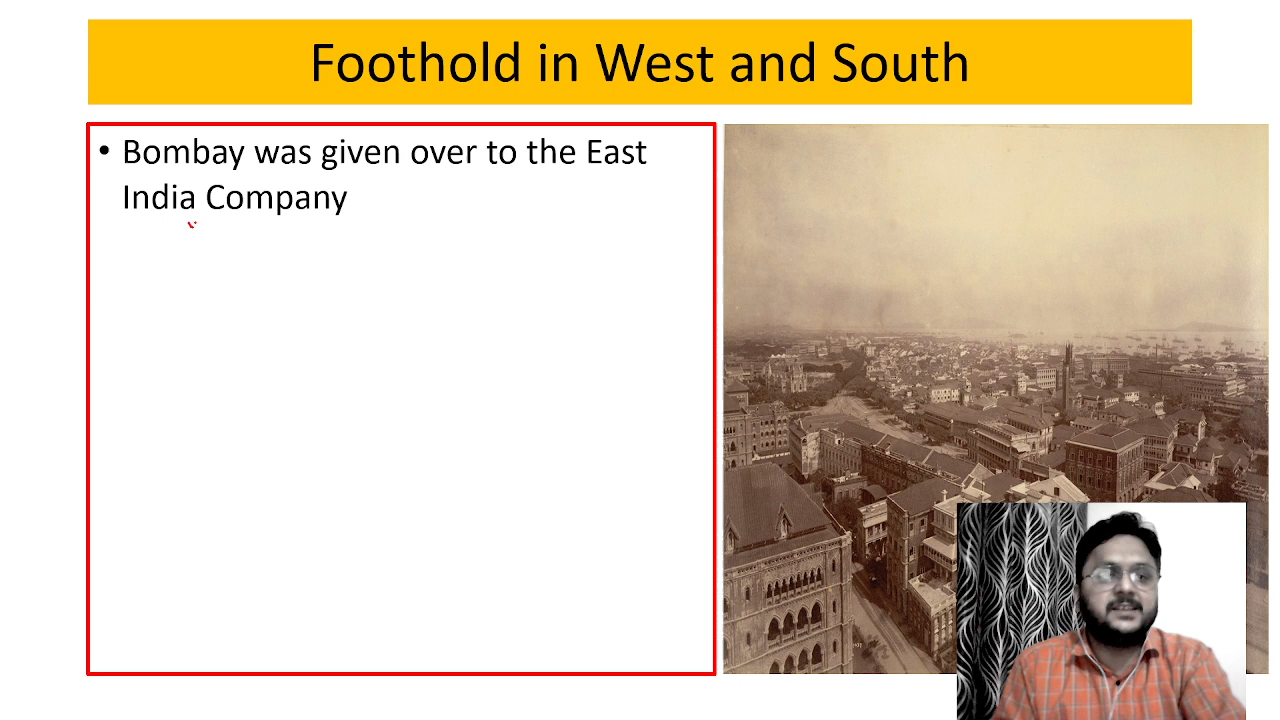 Foothold in West and South
• Bombay was given over to the East
India Company